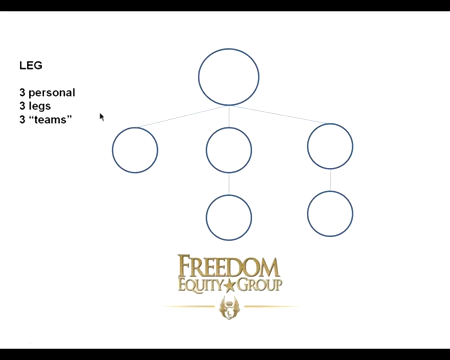 LEG
3 personal
3 legs
3 “teams”
FREEDOM
EQUITY GROUP